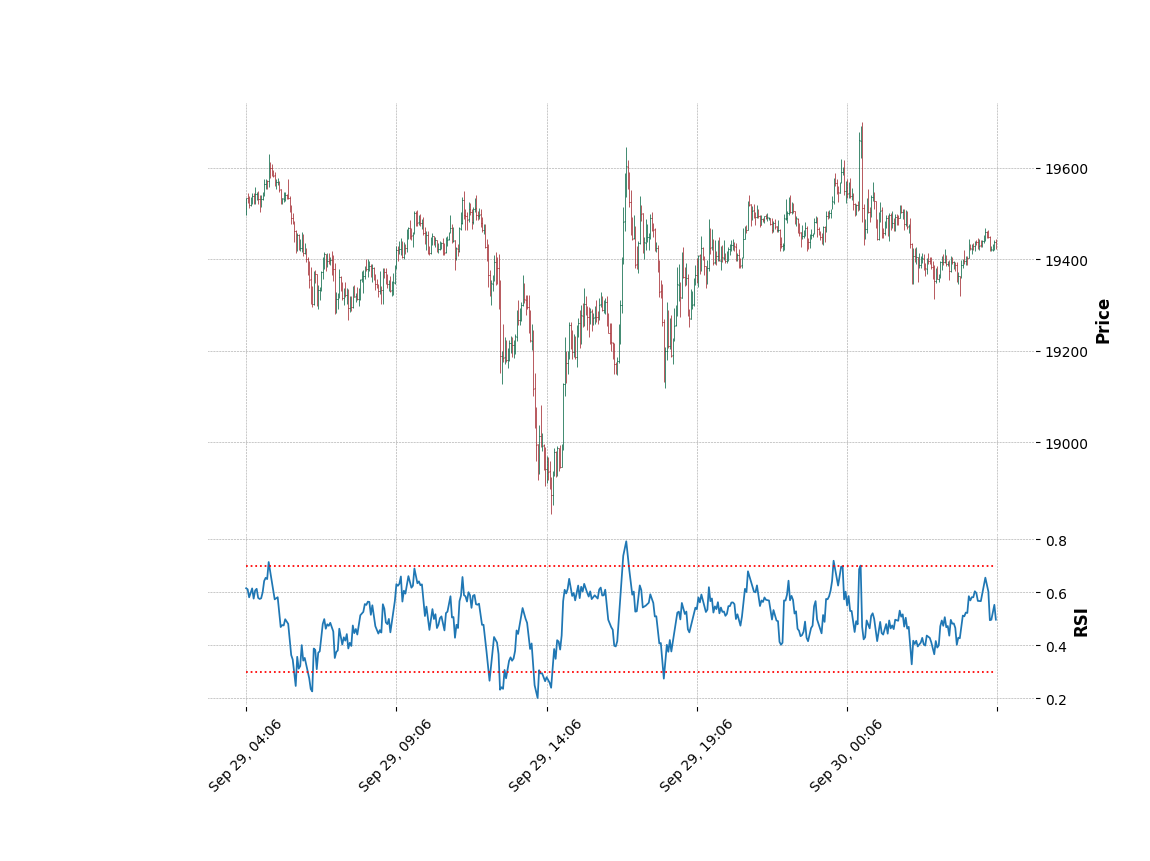 19600
19400
19200
19000
Price
0.8
0.6
0.4
0.2
RSI
Sep 29, 04:06
Sep 29, 09:06
Sep 29, 14:06
Sep 29, 19:06
Sep 30, 00:06